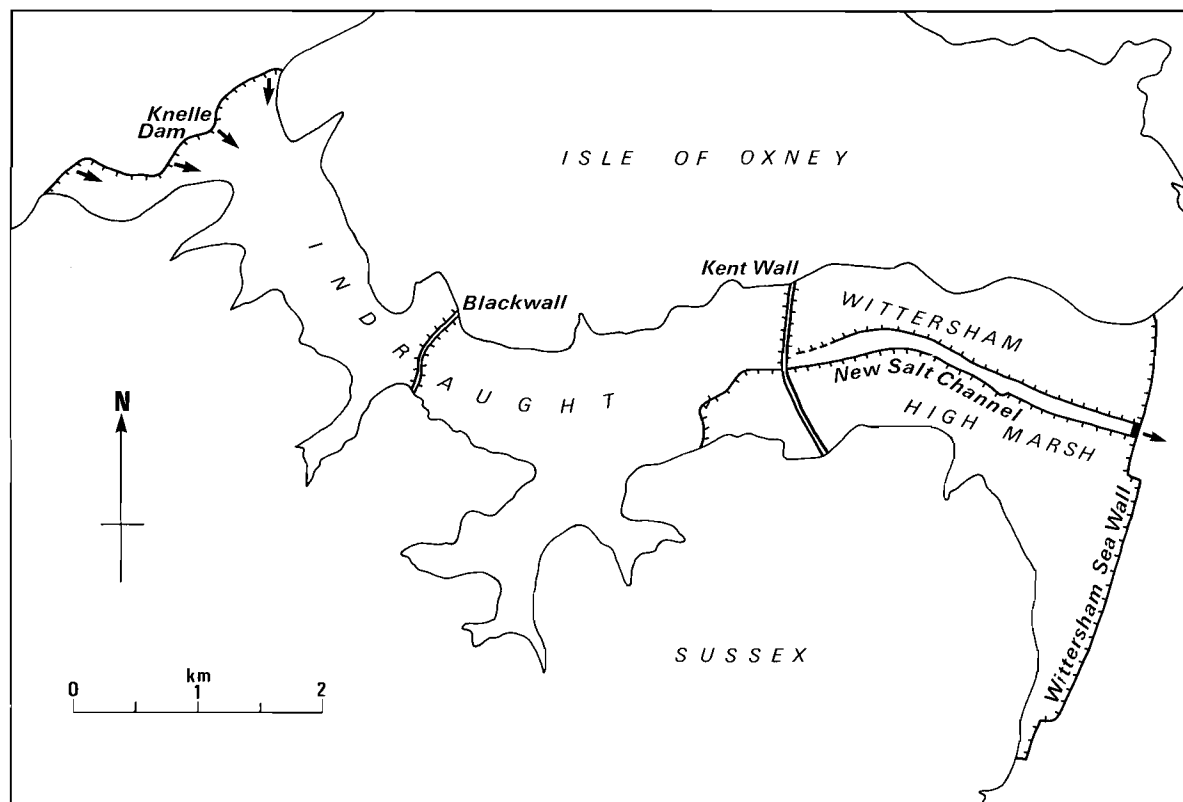 Knelle
Dam
ISLE OF OXNEY
INDRAUGHT
Blackwall
Kent Wall
WITTERSHAM
New Salt Channel
HIGH MARSH
Wittersham Sea Wall
N
SUSSEX
km
0 1 2